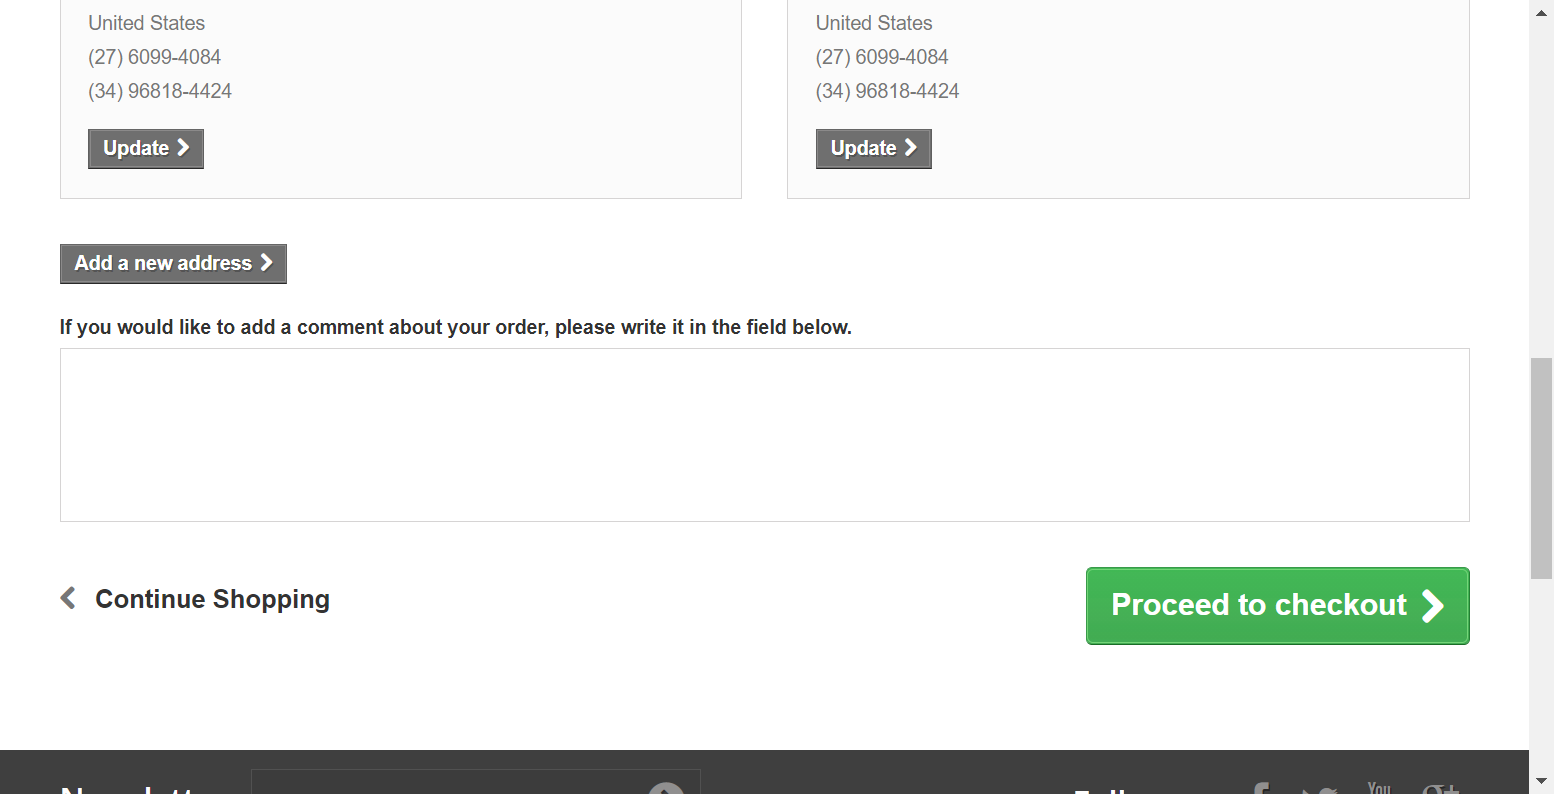 United States
(27) 6099-4084
(34) 96818-4424
Update
United States
(27) 6099-4084
(34) 96818-4424
Update
Add a new address
If you would like to add a comment about your order, please write it in the field below.
Continue Shopping
Proceed to checkout
You